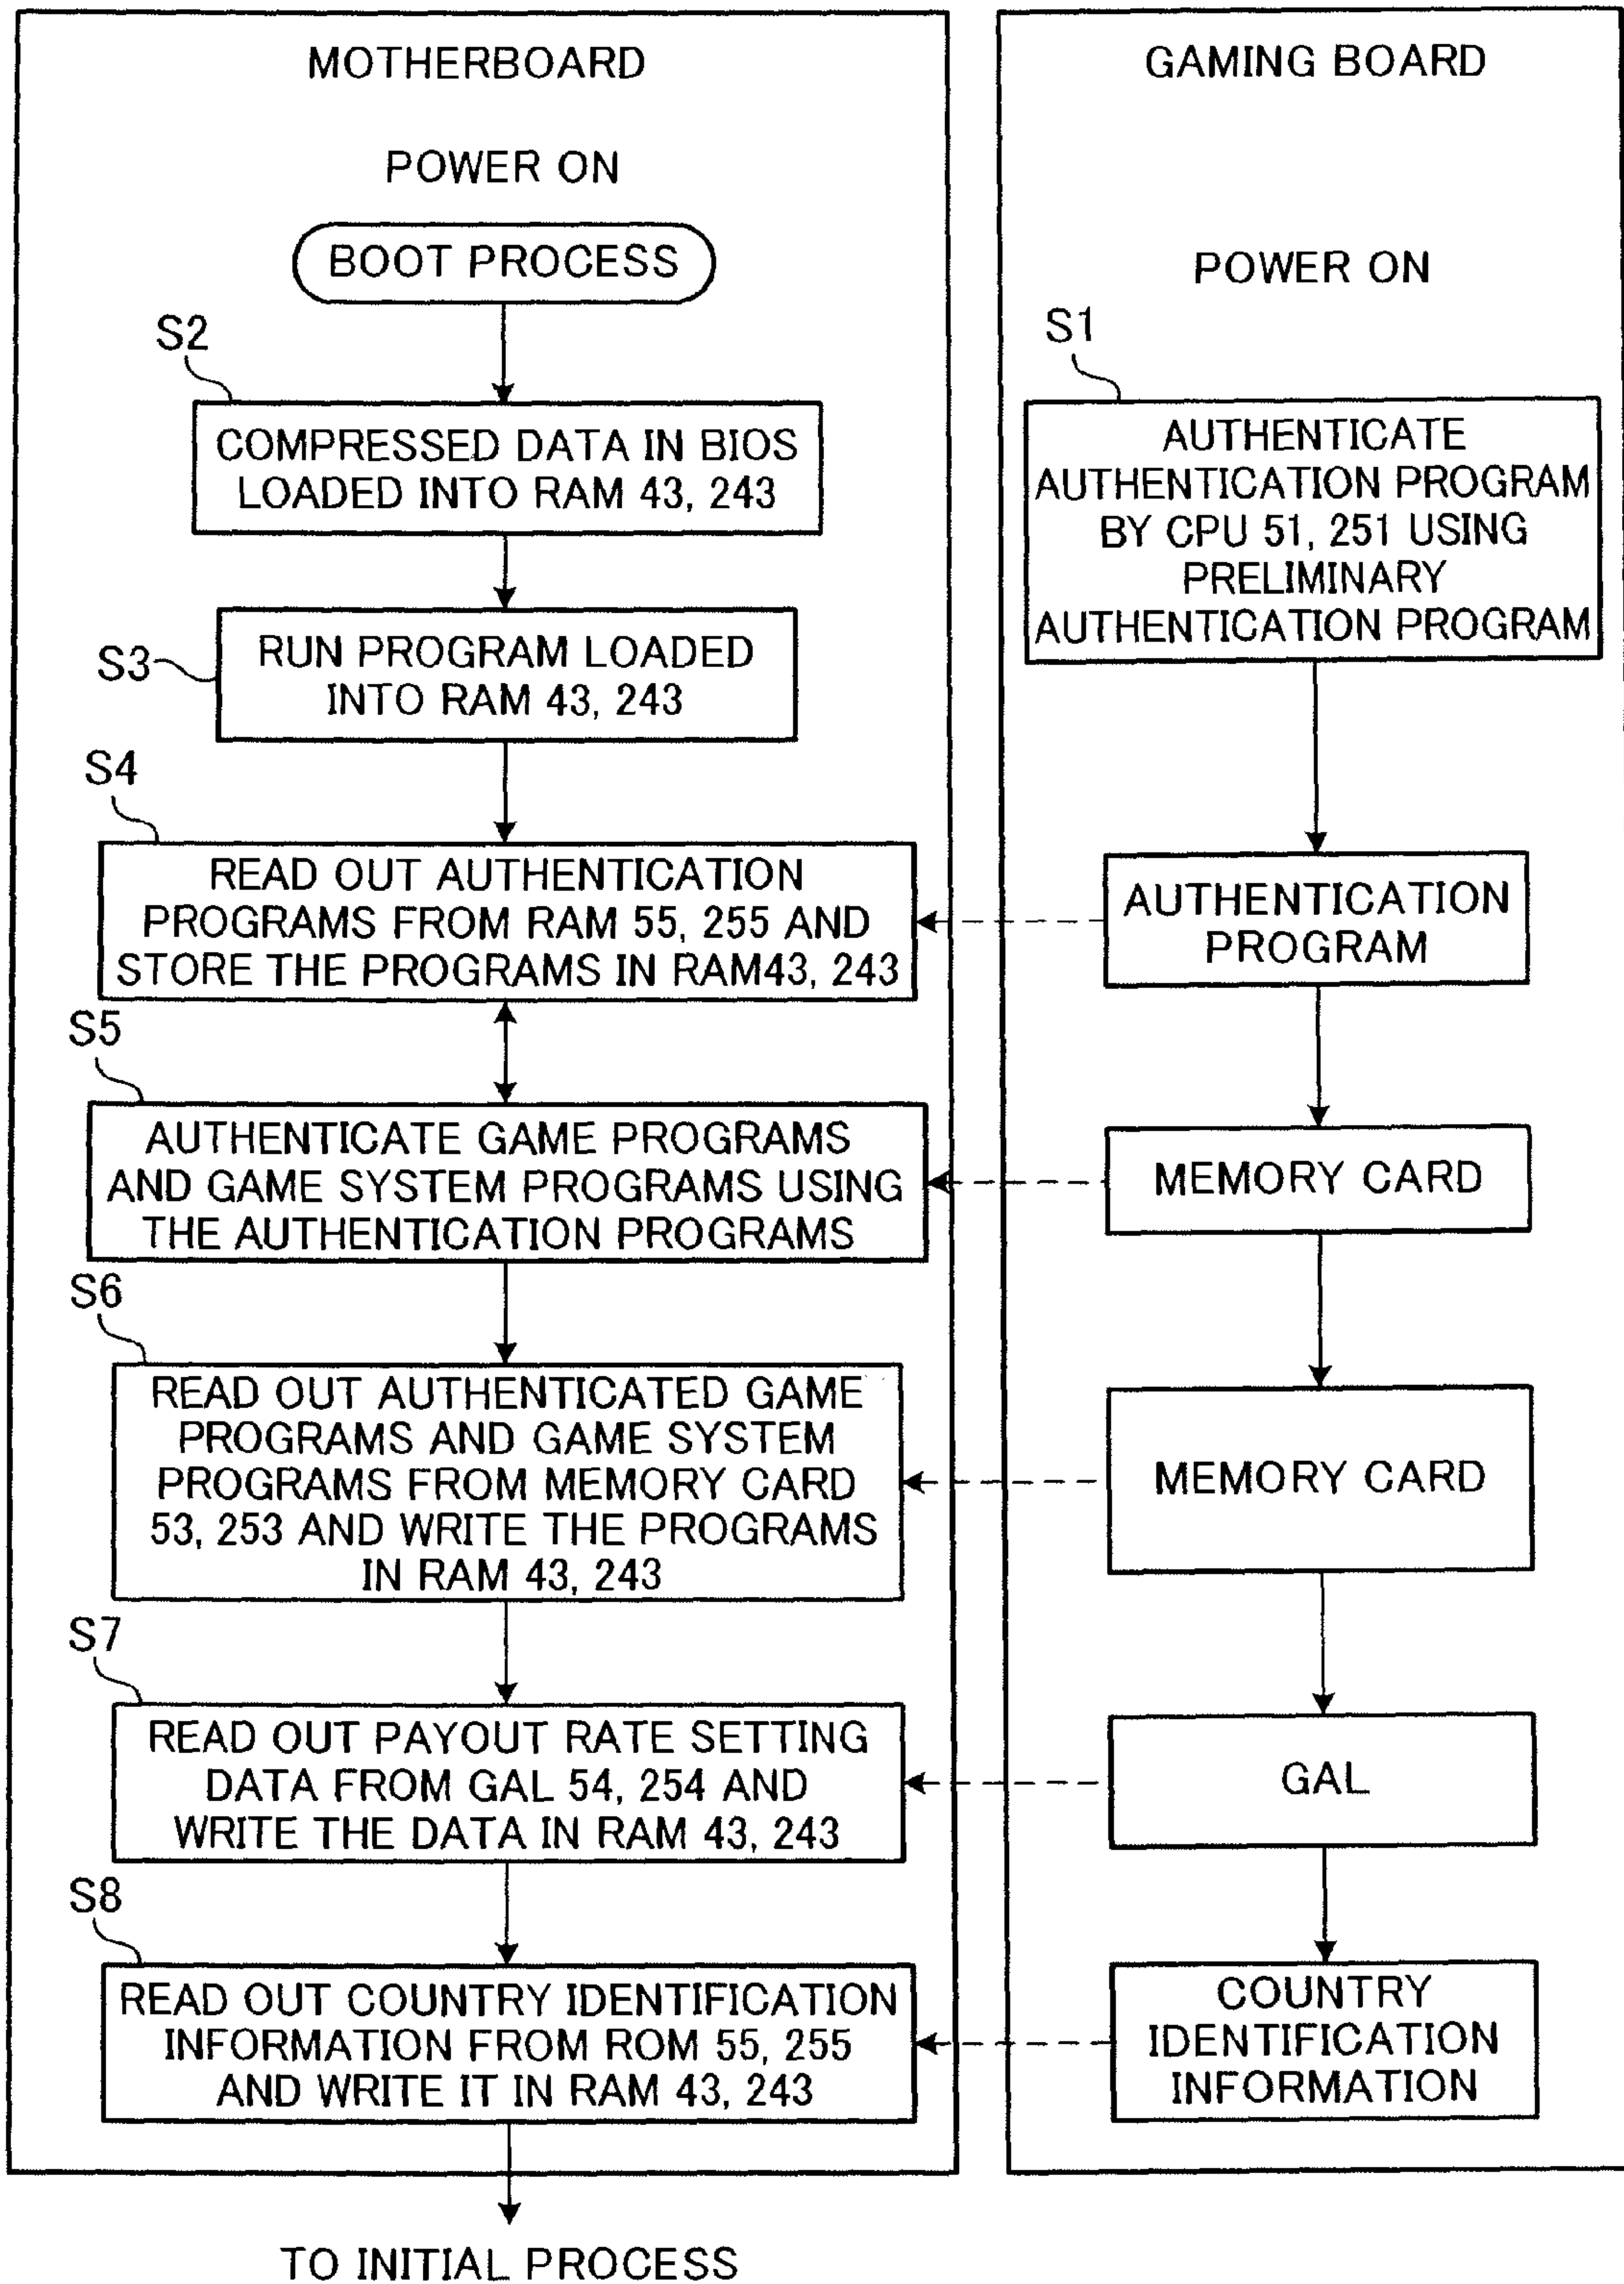 MOTHERBOARD
POWER ON
BOOT PROCESS
S2
COMPRESSED DATA IN BIOS
LOADED INTO RAM 43, 243
S3
RUN PROGRAM LOADED
INTO RAM 43, 243
S4
READ OUT AUTHENTICATION
PROGRAMS FROM RAM 55, 255 AND
STORE THE PROGRAMS IN RAM43, 243
S5
AUTHENTICATE GAME PROGRAMS
AND GAME SYSTEM PROGRAMS USING
THE AUTHENTICATION PROGRAMS
S6
READ OUT AUTHENTICATED GAME
PROGRAMS AND GAME SYSTEM
PROGRAMS FROM MEMORY CARD
53, 253 AND WRITE THE PROGRAMS
IN RAM 43, 243
S7
READ OUT PAYOUT RATE SETTING
DATA FROM GAL 54, 254 AND
WRITE THE DATA IN RAM 43, 243
S8
READ OUT COUNTRY IDENTIFICATION
INFORMATION FROM ROM 55, 255
AND WRITE IT IN RAM 43, 243
TO INITIAL PROCESS
GAMING BOARD
POWER ON
S1
AUTHENTICATE
AUTHENTICATION PROGRAM
BY CPU 51, 251 USING
PRELIMINARY
AUTHENTICATION PROGRAM
AUTHENTICATION
PROGRAM
MEMORY CARD
MEMORY CARD
GAL
COUNTRY
IDENTIFICATION
INFORMATION